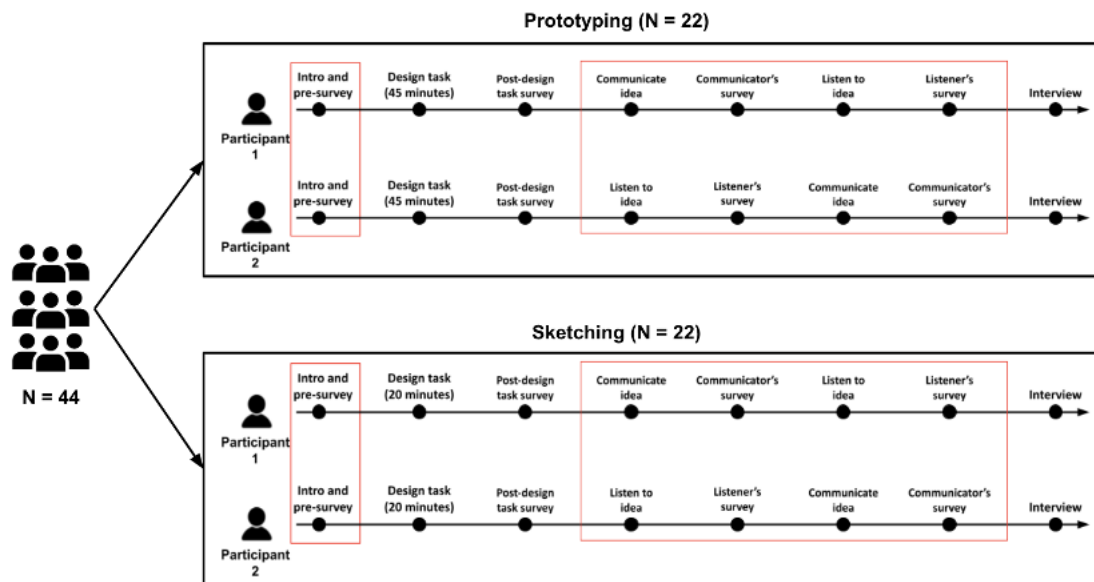 Prototyping (N = 22)
Intro and
pre-survey
Design task
(45 minutes)
Post-design
task survey
Communicate
idea
Communicator's
survey
Listen to
idea
Listener's
survey
Interview
Participant
1
Intro and
pre-survey
Design task
(45 minutes)
Post-design
task survey
Listen to
idea
Listener's
survey
Communicate
idea
Communicator's
survey
Interview
Participant
2
N = 44
Sketching (N = 22)
Intro and
pre-survey
Design task
(20 minutes)
Post-design
task survey
Communicate
idea
Communicator's
survey
Listen to
idea
Listener's
survey
Interview
Participant
1
Intro and
pre-survey
Design task
(20 minutes)
Post-design
task survey
Listen to
idea
Listener's
survey
Communicate
idea
Communicator's
survey
Interview
Participant
2